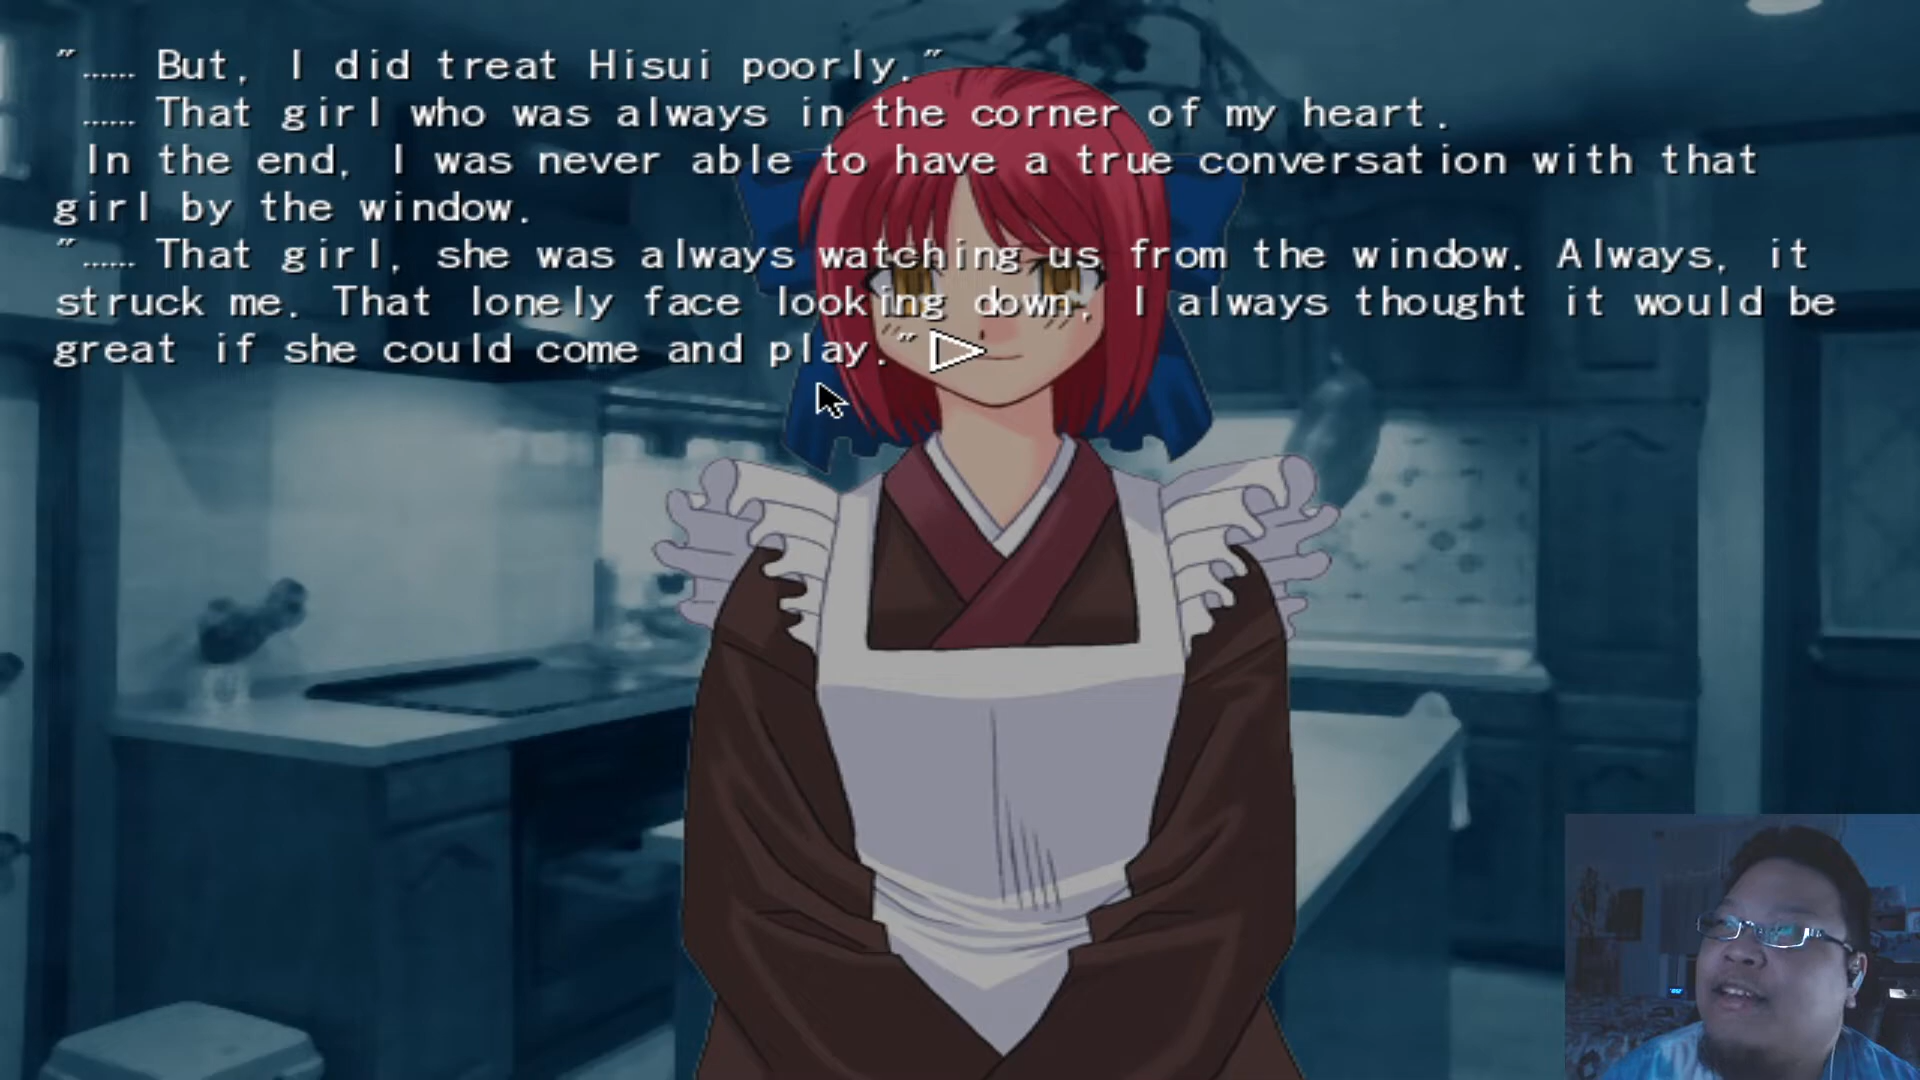 "…… But, I did treat Hisui poorly."
…… That girl who was always in the corner of my heart.
In the end, I was never able to have a true conversation with that
girl by the window.
"…… That girl, she was always watching us from the window. Always, it
struck me. That lonely face looking down, I always thought it would be
great if she could come and play."